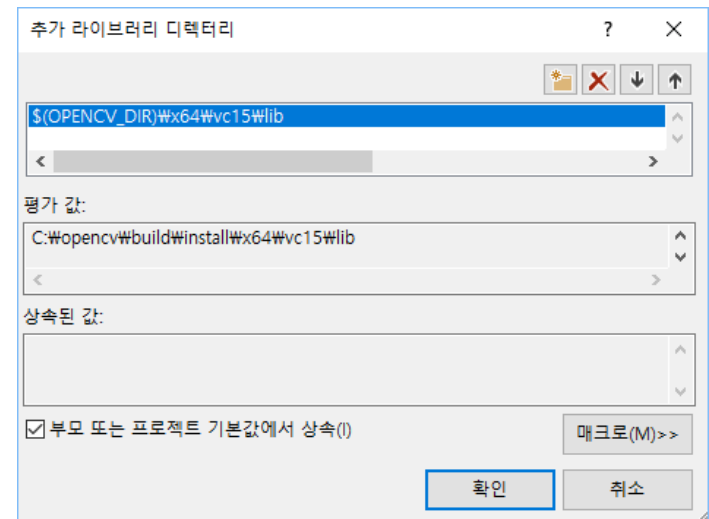 추가 라이브러리 디렉터리
$(OPENCV_DIR)₩x64₩vc15₩lib
평가 값:
C:₩opencv₩build₩install₩x64₩vc15₩lib
상속된 값:
부모 또는 프로젝트 기본값에서 상속(I)
매크로(M)>>
확인 취소